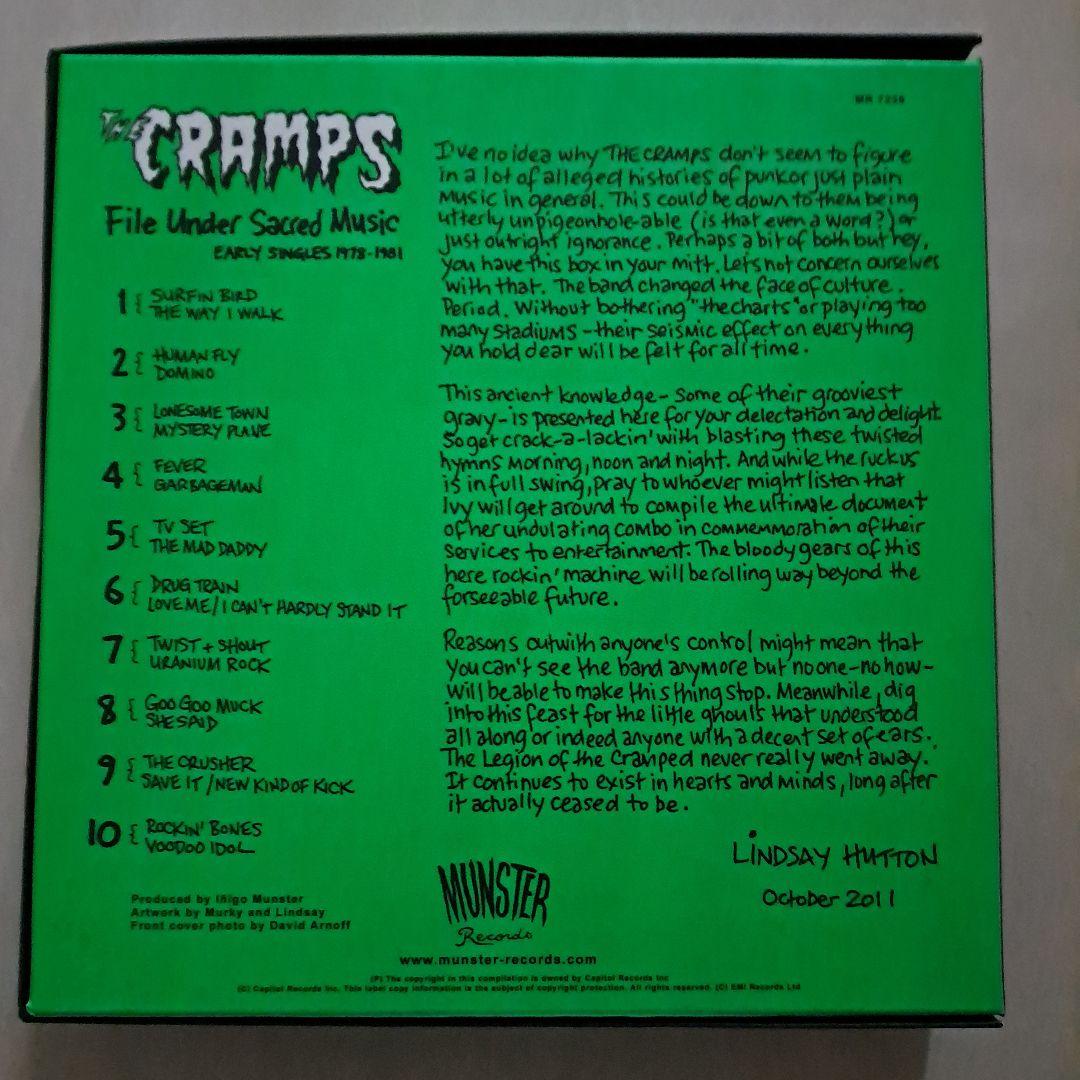 MR 7256
THE CRAMPS
File Under Sacred Music
EARLY SINGLES 1978-1981
1 { SURFIN BIRD
THE WAY I WALK
2 { HUMAN FLY
DOMINO
3 { LONESOME TOWN
MYSTERY PLANE
4 { FEVER
GARBAGEMAN
5 { TV SET
THE MAD DADDY
6 { DRUG TRAIN
LOVE ME/I CAN'T HARDLY STAND IT
7 { TWIST + SHOUT
URANIUM ROCK
8 { GOO GOO MUCK
SHE SAID
9 { THE CRUSHER
SAVE IT/NEW KIND OF KICK
10 { ROCKIN' BONES
VOODOO IDOL
Produced by Iñigo Munster
Artwork by Murky and Lindsay
Front cover photo by David Arnoff
I've no idea why THE CRAMPS don't seem to figure
in a lot of alleged histories of punk or just plain
music in general. This could be down to them being
utterly unpigeonhole-able (is that even a word?) or
just outright ignorance. Perhaps a bit of both but hey,
you have this box in your mitt. Lets not concern ourselves
with that. The band changed the face of culture.
Period. Without bothering "the charts" or playing too
many stadiums - their seismic effect on everything
you hold dear will be felt for all time.
This ancient knowledge - some of their grooviest
gravy - is presented here for your delectation and delight.
So get crack-a-lackin' with blasting these twisted
hymns morning, noon and night. And while the ruckus
is in full swing, pray to whoever might listen that
Ivy will get around to compile the ultimate document
of her undulating combo in commemmoration of their
services to entertainment. The bloody gears of this
here rockin' machine will be rolling way beyond the
forseeable future.
Reasons outwith anyone's control might mean that
you can't see the band anymore but no one - no how -
will be able to make this thing stop. Meanwhile, dig
into this feast for the little ghouls that understood
all along or indeed anyone with a decent set of ears.
The Legion of the Cramped never really went away.
It continues to exist in hearts and minds, long after
it actually ceased to be.
LINDSAY HUTTON
October 2011
MUNSTER
Records
www.munster-records.com
(P) The copyright in this compilation is owned by Capitol Records Inc
(C) Capitol Records Inc. This label copy information is the subject of copyright protection. All rights reserved. (C) EMI Records Ltd